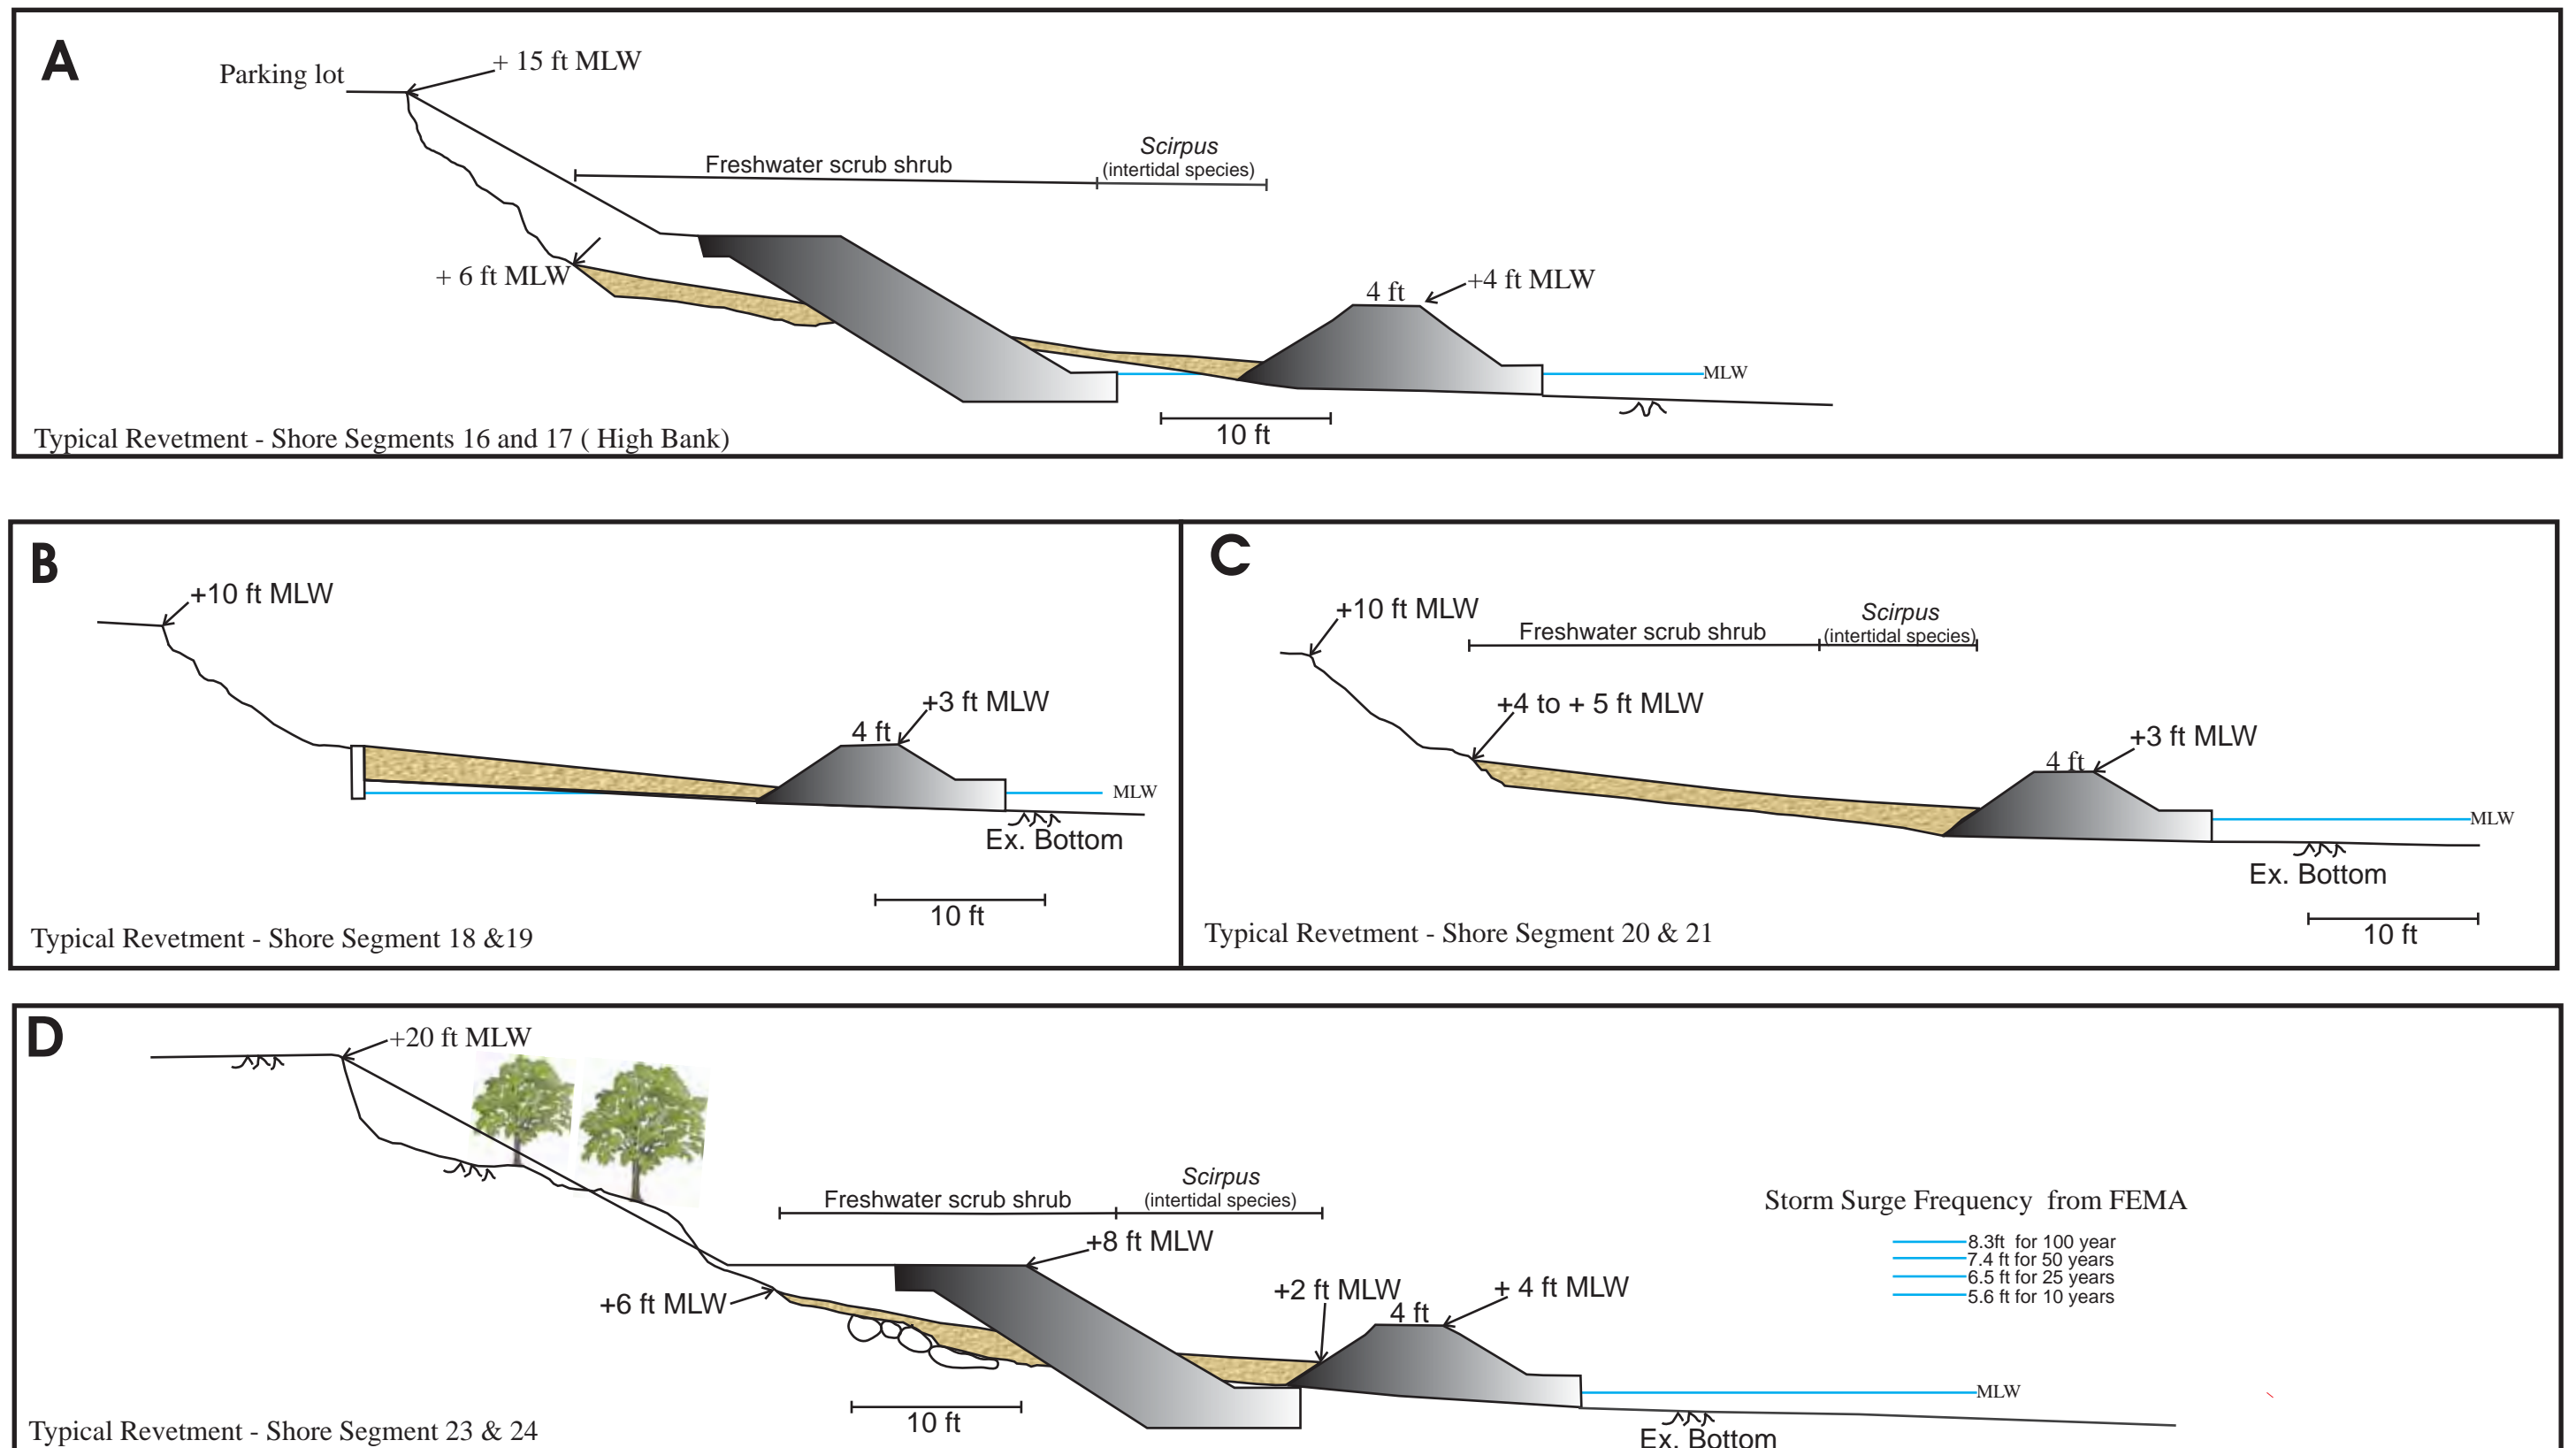 A
Parking lot
+ 15 ft MLW
Freshwater scrub shrub
Scirpus
(intertidal species)
+ 6 ft MLW
4 ft
+4 ft MLW
MLW
10 ft
Typical Revetment - Shore Segments 16 and 17 ( High Bank)
B
+10 ft MLW
4 ft
+3 ft MLW
MLW
Ex. Bottom
10 ft
Typical Revetment - Shore Segment 18 &19
C
+10 ft MLW
Freshwater scrub shrub
Scirpus
(intertidal species)
+4 to + 5 ft MLW
4 ft
+3 ft MLW
MLW
Ex. Bottom
10 ft
Typical Revetment - Shore Segment 20 & 21
D
+20 ft MLW
Freshwater scrub shrub
Scirpus
(intertidal species)
+8 ft MLW
+6 ft MLW
+2 ft MLW
4 ft
+ 4 ft MLW
Storm Surge Frequency from FEMA
8.3ft for 100 year
7.4 ft for 50 years
6.5 ft for 25 years
5.6 ft for 10 years
MLW
10 ft
Ex. Bottom
Typical Revetment - Shore Segment 23 & 24